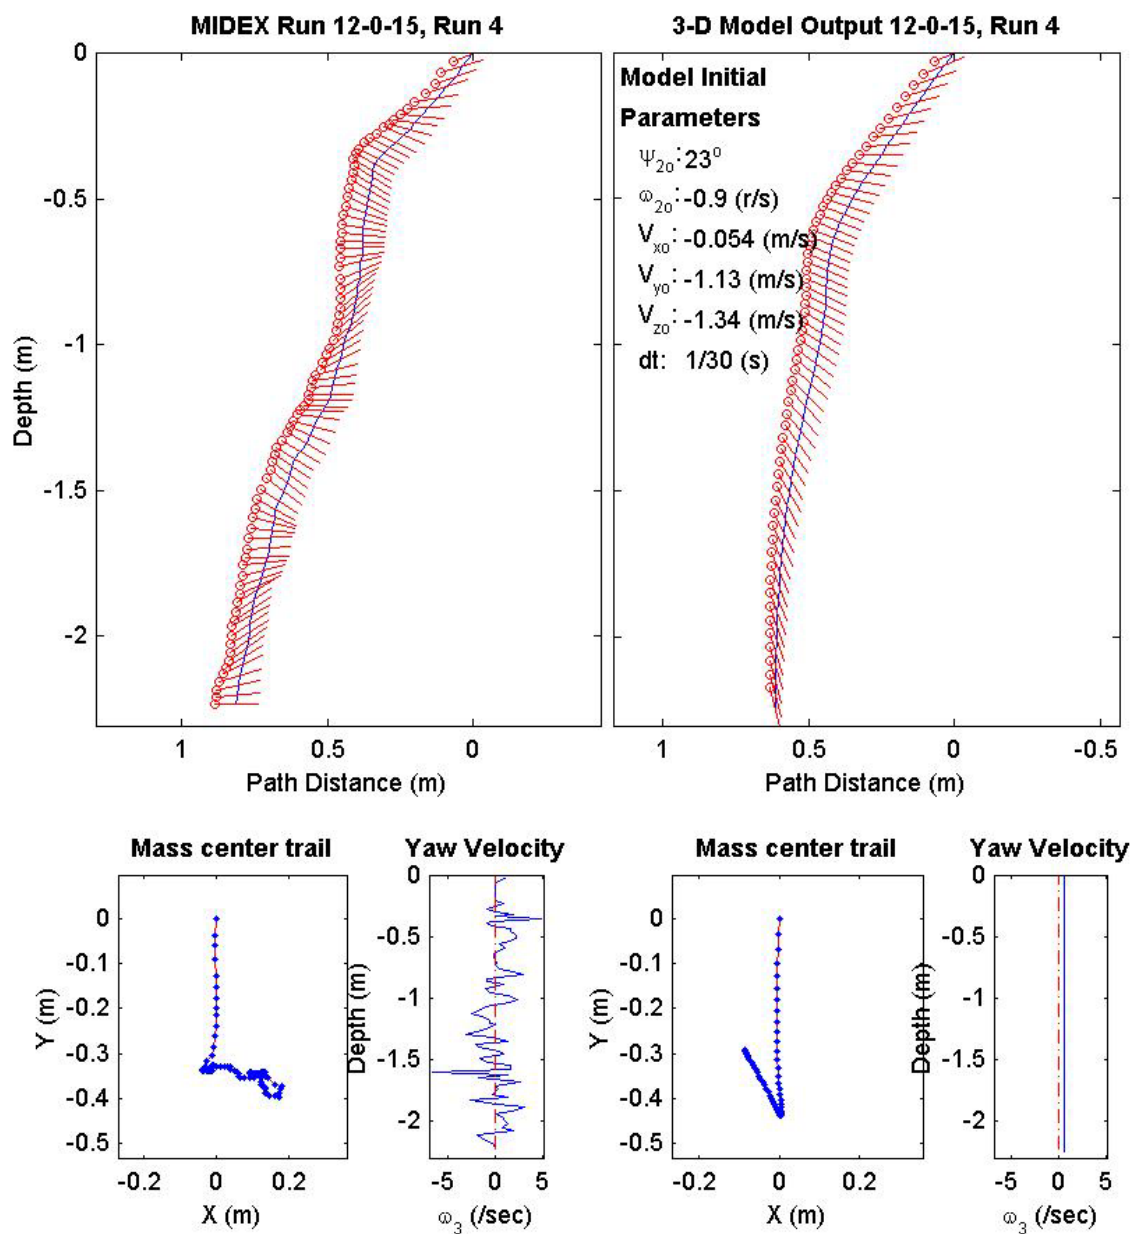 MIDEX Run 12-0-15, Run 4
3-D Model Output 12-0-15, Run 4
0
-0.5
-1
-1.5
-2
Depth (m)
1
0.5
0
Path Distance (m)
Model Initial
Parameters
Ψ2o: 23o
ω2o: -0.9 (r/s)
Vxo: -0.054 (m/s)
Vyo: -1.13 (m/s)
Vzo: -1.34 (m/s)
dt: 1/30 (s)
1
0.5
0
-0.5
Path Distance (m)
Mass center trail
0
-0.1
-0.2
-0.3
-0.4
-0.5
Y (m)
-0.2
0
0.2
X (m)
Yaw Velocity
0
-0.5
-1
-1.5
-2
Depth (m)
-5
0
5
ω3 (/sec)
Mass center trail
0
-0.1
-0.2
-0.3
-0.4
-0.5
Y (m)
-0.2
0
0.2
X (m)
Yaw Velocity
0
-0.5
-1
-1.5
-2
Depth (m)
-5
0
5
ω3 (/sec)